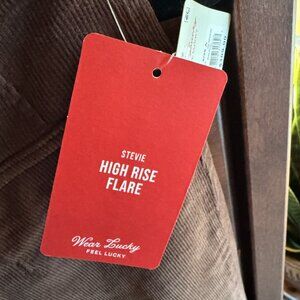 STEVIE
HIGH RISE
FLARE
Wear Lucky
FEEL LUCKY